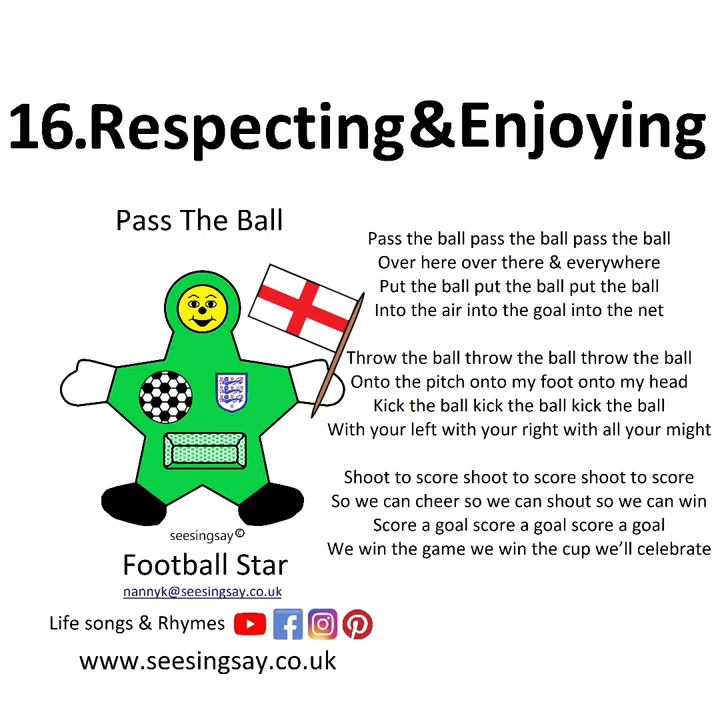 16.Respecting&Enjoying
Pass The Ball
Pass the ball pass the ball pass the ball
Over here over there & everywhere
Put the ball put the ball put the ball
Into the air into the goal into the net
Throw the ball throw the ball throw the ball
Onto the pitch onto my foot onto my head
Kick the ball kick the ball kick the ball
With your left with your right with all your might
Shoot to score shoot to score shoot to score
So we can cheer so we can shout so we can win
Score a goal score a goal score a goal
We win the game we win the cup we'll celebrate
seesingsay©
Football Star
nannyk@seesingsay.co.uk
Life songs & Rhymes
www.seesingsay.co.uk